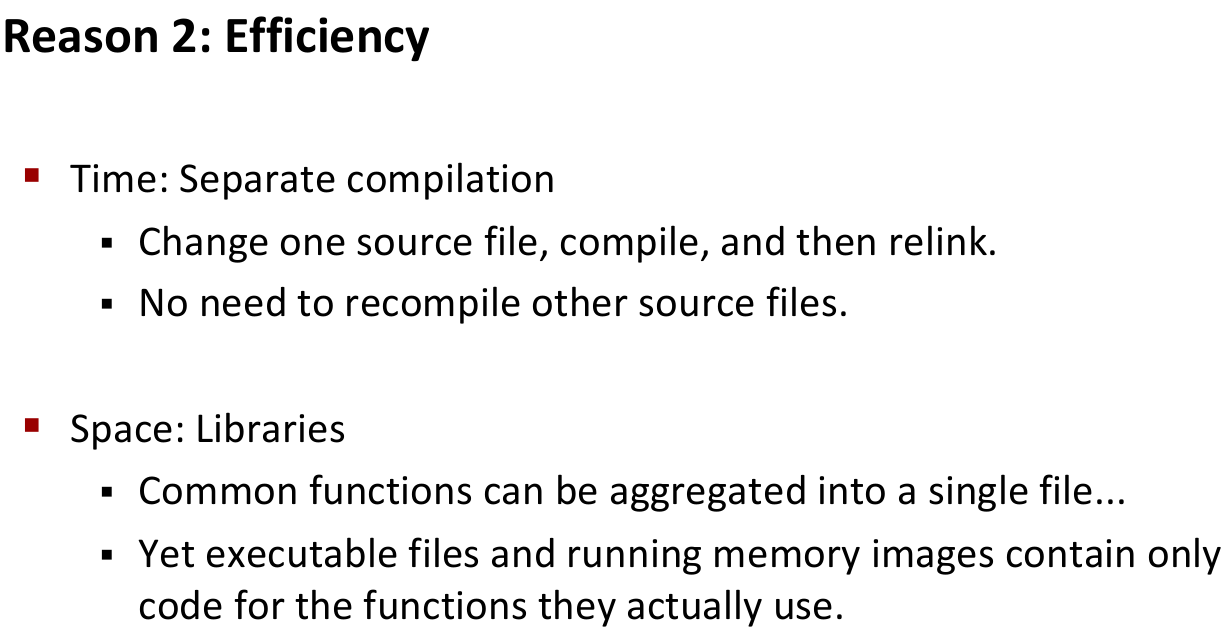 Reason 2: Efficiency
▪ Time: Separate compilation
▪ Change one source file, compile, and then relink.
▪ No need to recompile other source files.
▪ Space: Libraries
▪ Common functions can be aggregated into a single file...
▪ Yet executable files and running memory images contain only
code for the functions they actually use.